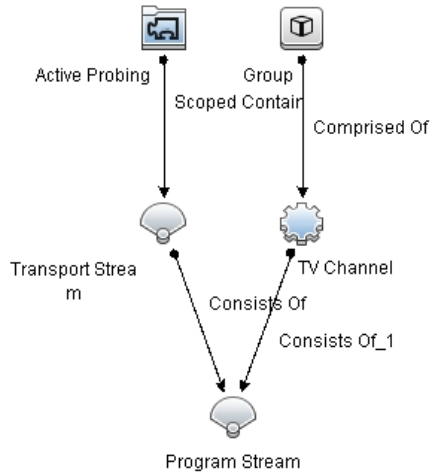 Active Probing
Group
Scoped Contain
Comprised Of
Transport Strea
m
TV Channel
Consists Of
Consists Of_1
Program Stream